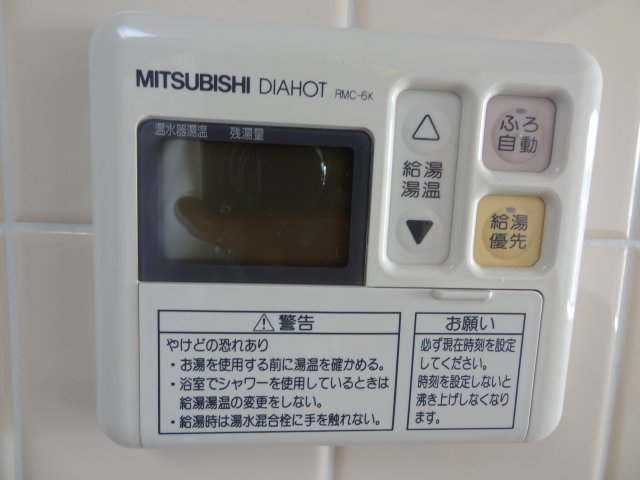 MITSUBISHI DIAHOT RMC-6K
温水器湯温 残湯量
給湯
湯温
ふろ
自動
給湯
優先
警告
やけどの恐れあり
・お湯を使用する前に湯温を確かめる。
・浴室でシャワーを使用しているときは
給湯湯温の変更をしない。
・給湯時は湯水混合栓に手を触れない。
お願い
必ず現在時刻を設定
してください。
時刻を設定しないと
沸き上げしなくなり
ます。